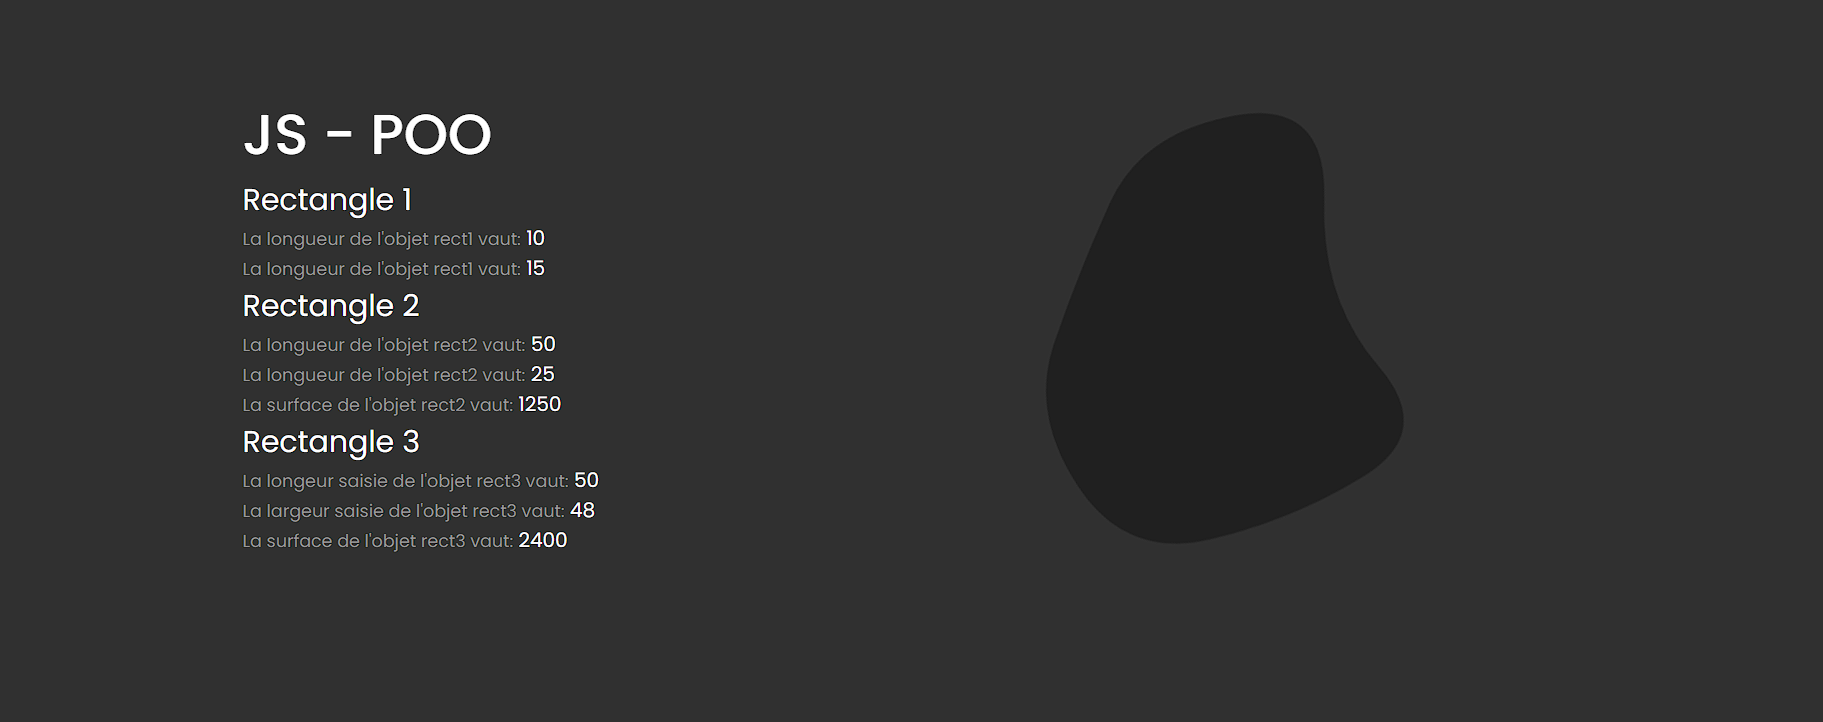 JS - POO
Rectangle 1
La longueur de l'objet rect1 vaut: 10
La longueur de l'objet rect1 vaut: 15
Rectangle 2
La longueur de l'objet rect2 vaut: 50
La longueur de l'objet rect2 vaut: 25
La surface de l'objet rect2 vaut: 1250
Rectangle 3
La longeur saisie de l'objet rect3 vaut: 50
La largeur saisie de l'objet rect3 vaut: 48
La surface de l'objet rect3 vaut: 2400